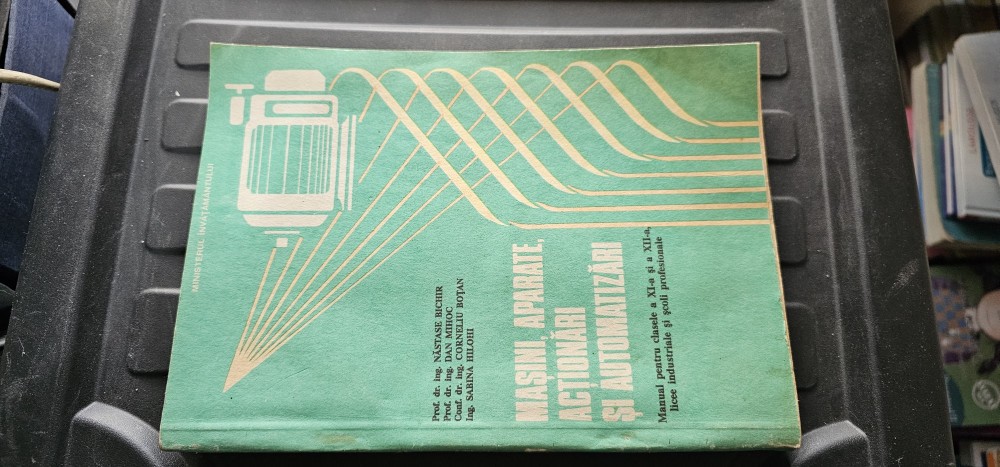 MINISTERUL ÎNVĂȚĂMÎNTULUI
Prof. dr. ing. NĂSTASE BICHIR
Prof. dr. ing. DAN MIHOC
Conf. dr. ing. CORNELIU BOȚAN
Ing. SABINA HILOHI
MAȘINI, APARATE,
ACȚIONĂRI
ȘI AUTOMATIZĂRI
Manual pentru clasele a XI-a și a XII-a,
licee industriale și școli profesionale